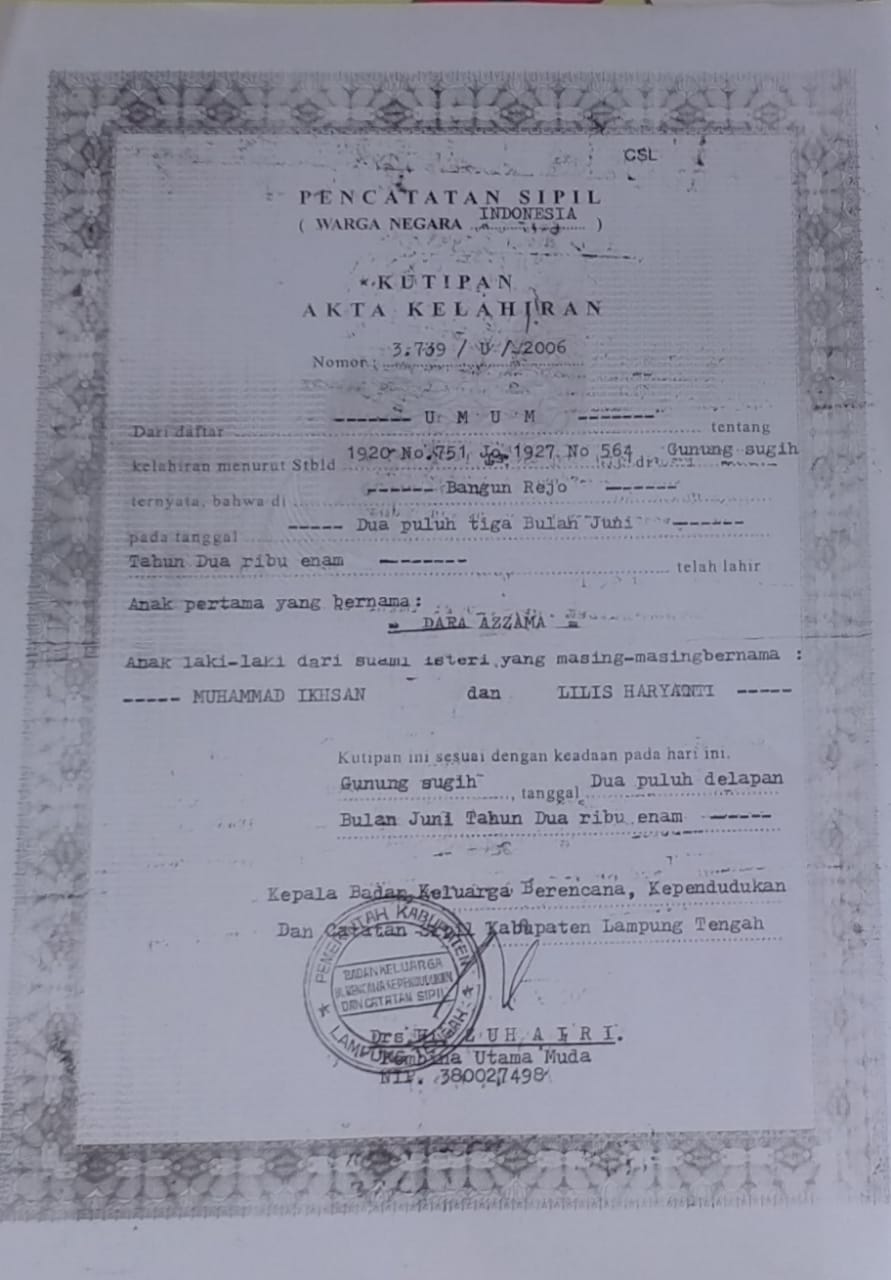 CSL
PENCATATAN SIPIL
( WARGA NEGARA INDONESIA )
KUTIPAN
AKTA KELAHIRAN
Nomor : 3.739 / U / 2006
Dari daftar ------- U M U M ------- tentang
kelahiran menurut Stbld 1920 No.751 Jo. 1927 No 564 di Gunung sugih
ternyata, bahwa di ------ Bangun Rejo ------
pada tanggal ----- Dua puluh tiga Bulan Juni ------
Tahun Dua ribu enam -------- telah lahir
Anak pertama yang bernama:
= DARA AZZAMA =
Anak laki-laki dari suami isteri yang masing-masingbernama :
----- MUHAMMAD IKHSAN dan LILIS HARYANTI -----
Kutipan ini sesuai dengan keadaan pada hari ini.
Gunung sugih , tanggal Dua puluh delapan
Bulan Juni Tahun Dua ribu enam ------
Kepala Badan Keluarga Berencana, Kependudukan
Dan Catatan Sipil Kabupaten Lampung Tengah
PEMERINTAH KABUPATEN
BADAN KELUARGA
BERENCANA KEPENDUDUKAN
DAN CATATAN SIPIL
LAMPUNG TENGAH
Drs. ZUHAIRI.
Pembina Utama Muda
NIP. 380027498